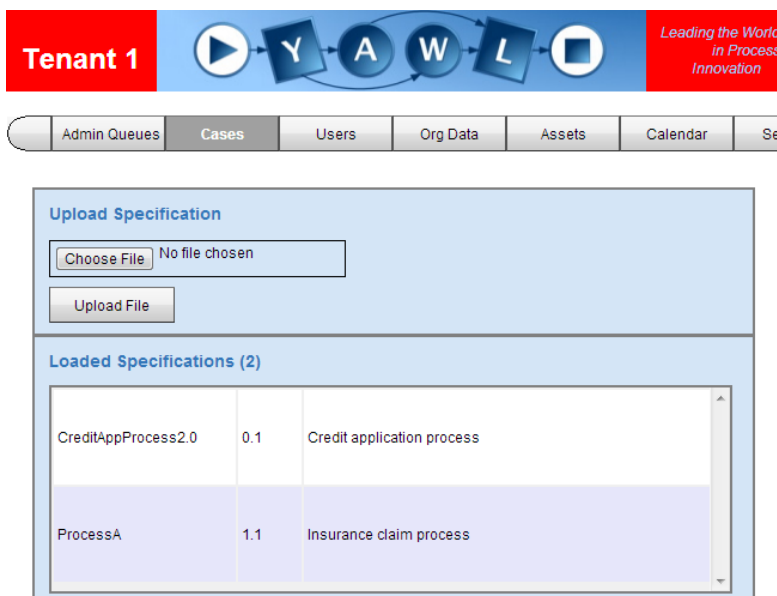 Tenant 1
YAWL
Leading the World
in Process
Innovation
Admin Queues Cases Users Org Data Assets Calendar Se
Upload Specification
Choose File No file chosen
Upload File
Loaded Specifications (2)
CreditAppProcess2.0 0.1 Credit application process
ProcessA 1.1 Insurance claim process